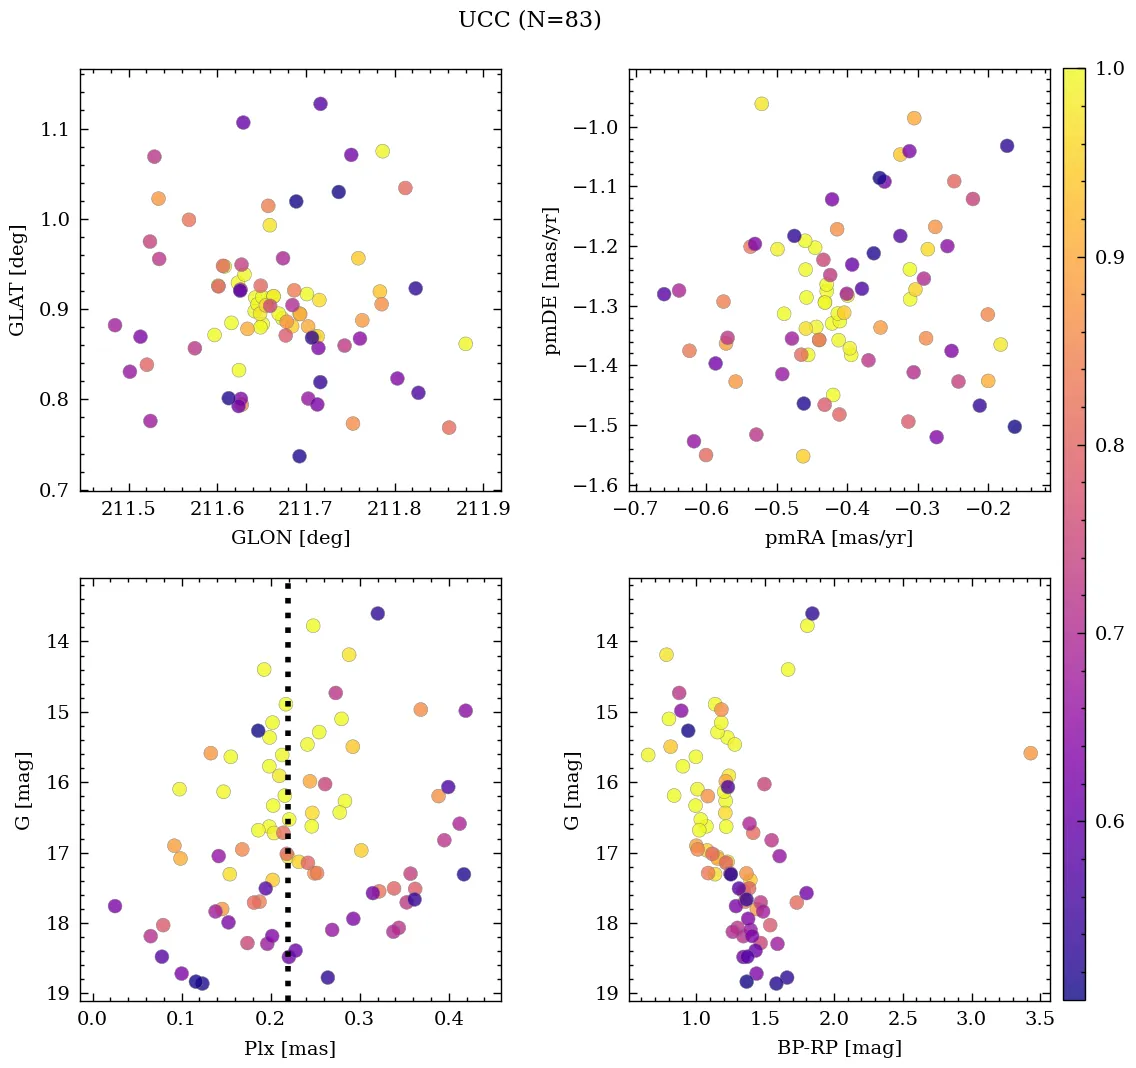 UCC (N=83)
1.1
1.0
0.9
0.8
0.7
GLAT [deg]
211.5 211.6 211.7 211.8 211.9
GLON [deg]
−1.0
−1.1
−1.2
−1.3
−1.4
−1.5
−1.6
pmDE [mas/yr]
−0.7 −0.6 −0.5 −0.4 −0.3 −0.2
pmRA [mas/yr]
14
15
16
17
18
19
G [mag]
0.0 0.1 0.2 0.3 0.4
Plx [mas]
14
15
16
17
18
19
G [mag]
1.0 1.5 2.0 2.5 3.0 3.5
BP-RP [mag]
1.0
0.9
0.8
0.7
0.6